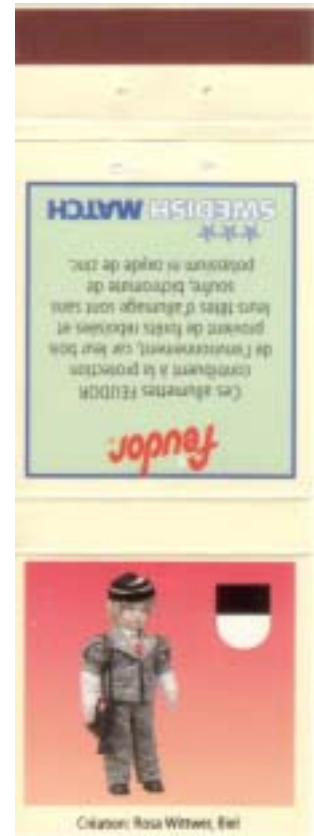 feudor
Ces allumettes FEUDOR
contribuent à la protection
de l'environnement, car leur bois
provient de forêts reboisées et
leurs têtes d'allumage sont sans
soufre, bichromate de
potassium ni oxyde de zinc.
SWEDISH MATCH
Création: Rosa Wittwer, Biel